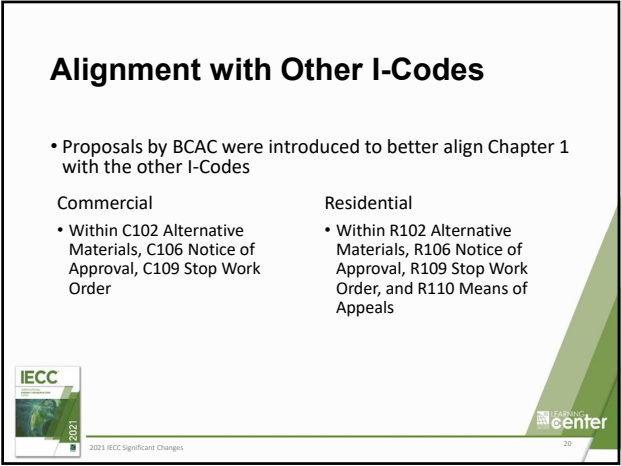 Alignment with Other I-Codes
• Proposals by BCAC were introduced to better align Chapter 1
with the other I-Codes
Commercial
• Within C102 Alternative
Materials, C106 Notice of
Approval, C109 Stop Work
Order
Residential
• Within R102 Alternative
Materials, R106 Notice of
Approval, R109 Stop Work
Order, and R110 Means of
Appeals
IECC
2021
2021 IECC Significant Changes
LEARNING
center
20